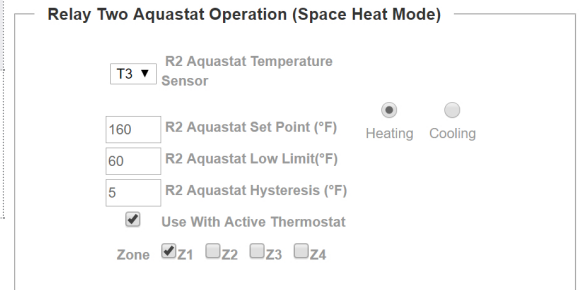 Relay Two Aquastat Operation (Space Heat Mode)
T3 R2 Aquastat Temperature
Sensor
160 R2 Aquastat Set Point (°F) Heating Cooling
60 R2 Aquastat Low Limit(°F)
5 R2 Aquastat Hysteresis (°F)
Use With Active Thermostat
Zone Z1 Z2 Z3 Z4